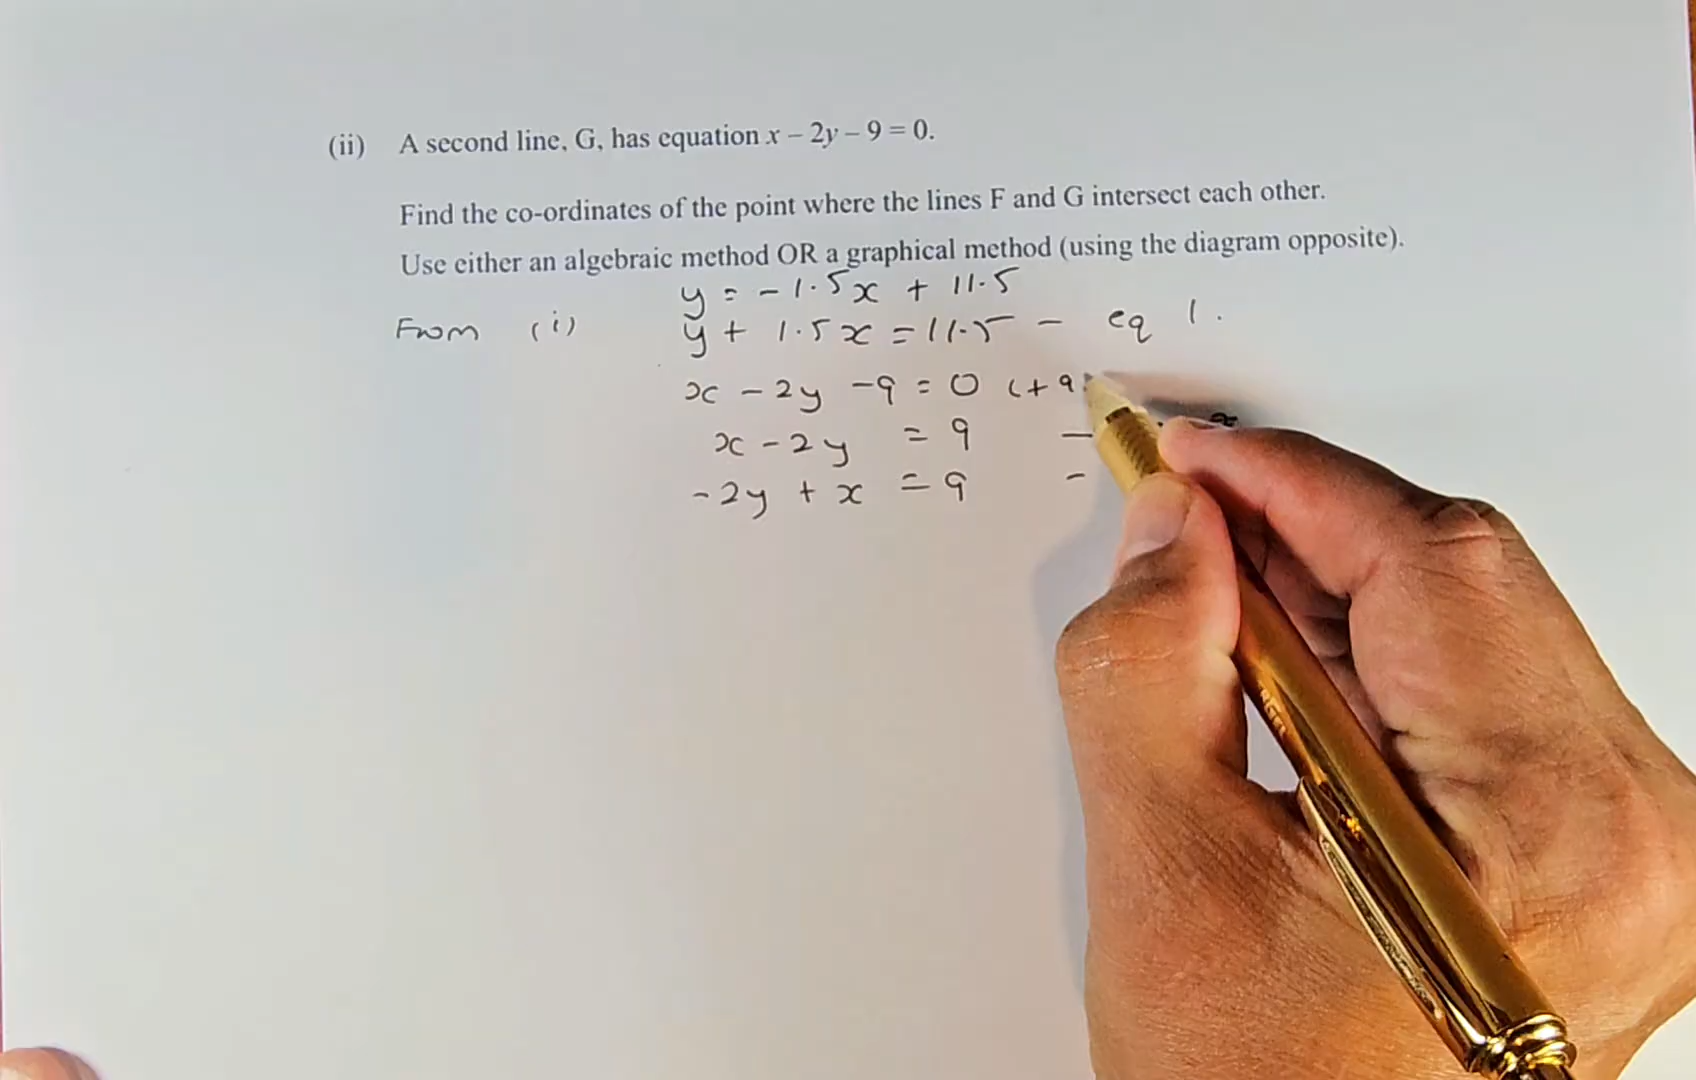 (ii) A second line, G, has equation x – 2y – 9 = 0.
Find the co-ordinates of the point where the lines F and G intersect each other.
Use either an algebraic method OR a graphical method (using the diagram opposite).
y = -1.5x + 11.5
From (i) y + 1.5x = 11.5 - eq 1.
x - 2y - 9 = 0 (+9
x - 2y = 9 -
-2y + x = 9 -